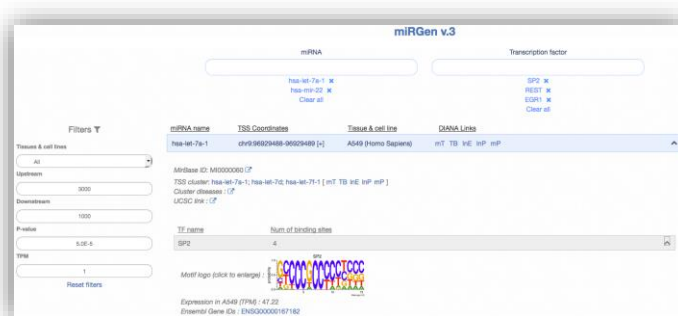 miRGen v.3
miRNA Transcription factor
hsa-let-7a-1 ×
hsa-mir-22 ×
Clear all
SP2 ×
REST ×
EGR1 ×
Clear all
Filters
Tissues & cell lines
All
Upstream
3000
Downstream
1000
P-value
5.0E-5
TPM
1
Reset filters
miRNA name TSS Coordinates Tissue & cell line DIANA Links
hsa-let-7a-1 chr9:96929488-96929489 [+] A549 (Homo Sapiens) mT TB lnE lnP mP
MirBase ID: MI0000060
TSS cluster: hsa-let-7a-1; hsa-let-7d; hsa-let-7f-1 [ mT TB lnE lnP mP ]
Cluster diseases :
UCSC link :
TF name Num of binding sites
SP2 4
Motif logo (click to enlarge) :
SP2
Expression in A549 (TPM) : 47.22
Ensembl Gene IDs : ENSG00000167182